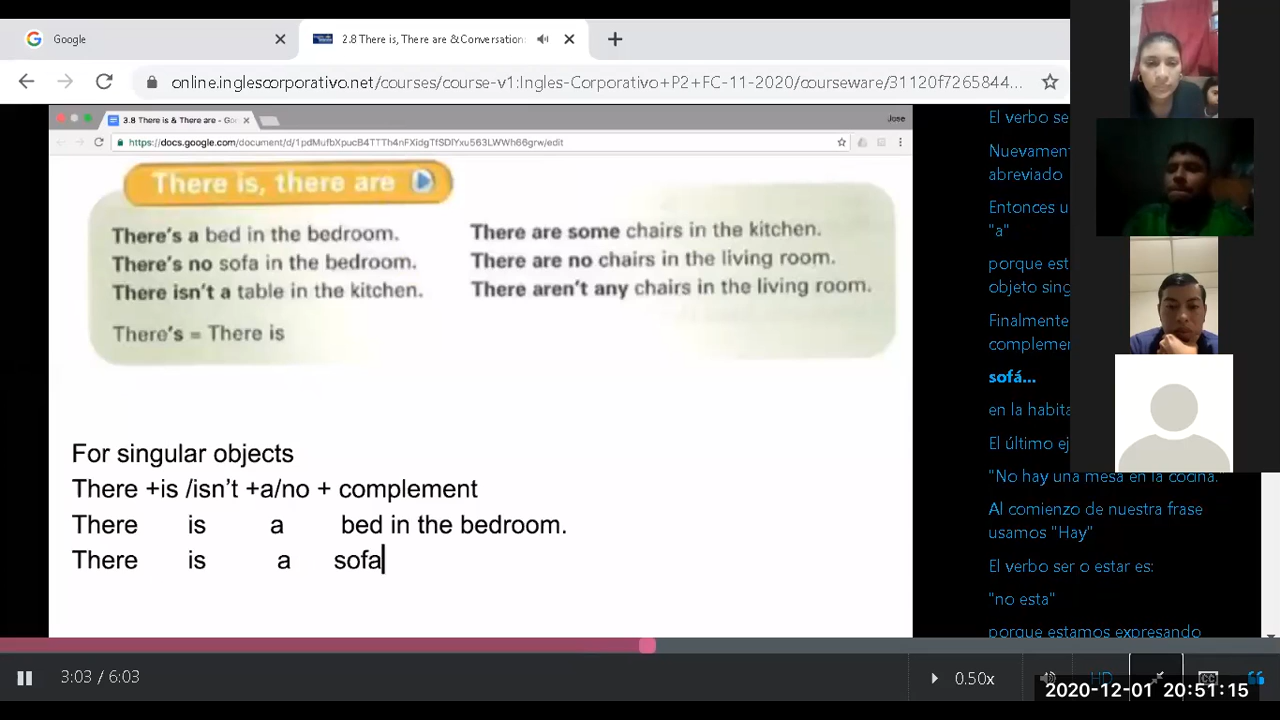 Google
2.8 There is, There are & Conversation
online.inglescorporativo.net/courses/course-v1:Ingles-Corporativo+P2+FC-11-2020/courseware/31120f7265844...
3.8 There is & There are - Goo
Jose
https://docs.google.com/document/d/1pdMufbXpucB4TTTh4nFXidgTfSDlYxu563LWWh66grw/edit
There is, there are
There's a bed in the bedroom.
There's no sofa in the bedroom.
There isn't a table in the kitchen.
There's = There is
There are some chairs in the kitchen.
There are no chairs in the living room.
There aren't any chairs in the living room.
For singular objects
There +is /isn't +a/no + complement
There is a bed in the bedroom.
There is a sofa
El verbo ser
Nuevamen
abreviado
Entonces u
"a"
porque est
objeto sing
Finalmente
complemen
sofá...
en la habita
El último ej
"No hay una mesa en la cocina."
Al comienzo de nuestra frase
usamos "Hay"
El verbo ser o estar es:
"no esta"
porque estamos expresando
3:03 / 6:03
0.50x
HD
CC
2020-12-01 20:51:15